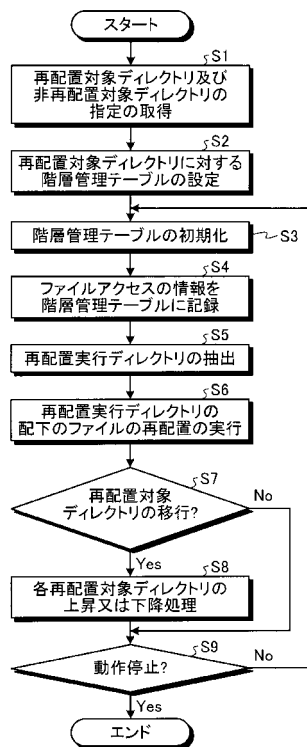 スタート
S1
再配置対象ディレクトリ及び
非再配置対象ディレクトリの
指定の取得
S2
再配置対象ディレクトリに対する
階層管理テーブルの設定
階層管理テーブルの初期化
S3
S4
ファイルアクセスの情報を
階層管理テーブルに記録
S5
再配置実行ディレクトリの抽出
S6
再配置実行ディレクトリの
配下のファイルの再配置の実行
S7
再配置対象
ディレクトリの移行?
No
Yes
S8
各再配置対象ディレクトリの
上昇又は下降処理
S9
動作停止?
No
Yes
エンド